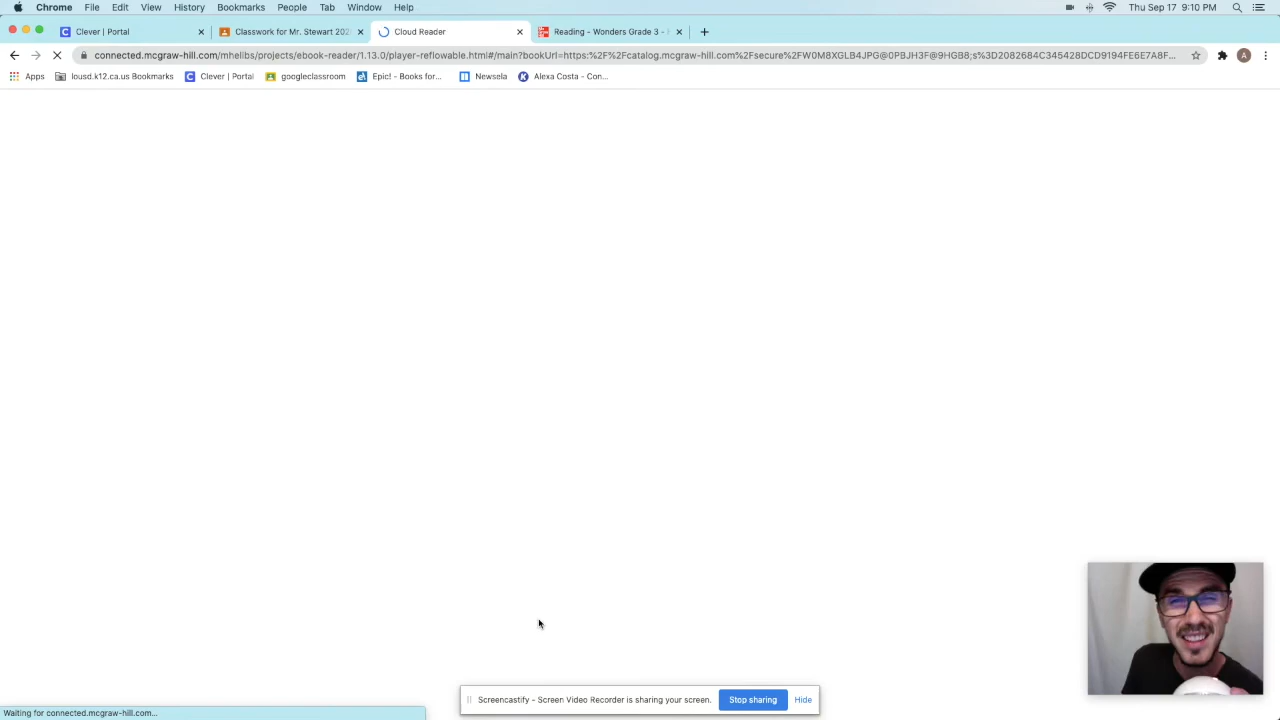 Chrome File Edit View History Bookmarks People Tab Window Help Thu Sep 17 9:10 PM
Clever | Portal Classwork for Mr. Stewart 202 Cloud Reader Reading - Wonders Grade 3 -
connected.mcgraw-hill.com/mhelibs/projects/ebook-reader/1.13.0/player-reflowable.html#/main?bookUrl=https:%2F%2Fcatalog.mcgraw-hill.com%2Fsecure%2FW0M8XGLB4JPG@0PBJH3F@9HGB8;s%3D2082684C345428DCD9194FE6E7A8F... A
Apps lousd.k12.ca.us Bookmarks Clever | Portal googleclassroom Epic! - Books for... Newsela Alexa Costa - Con...
Screencastify - Screen Video Recorder is sharing your screen. Stop sharing Hide
Waiting for connected.mcgraw-hill.com...